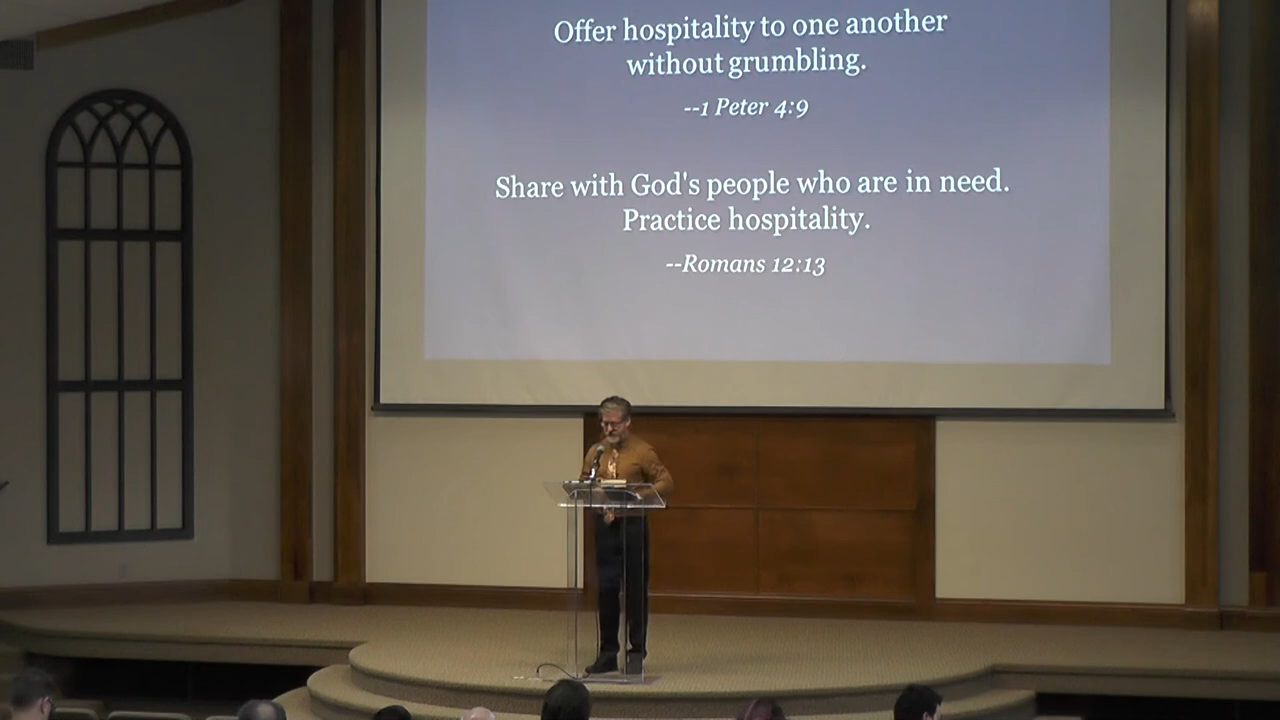 Offer hospitality to one another
without grumbling.
--1 Peter 4:9
Share with God's people who are in need.
Practice hospitality.
--Romans 12:13